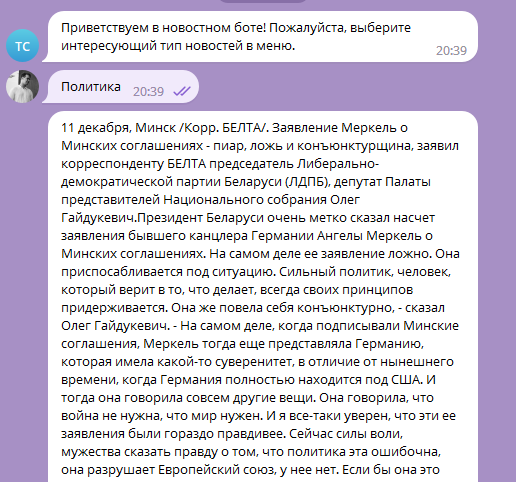 Приветствуем в новостном боте! Пожалуйста, выберите
интересующий тип новостей в меню.
20:39
ТС
Политика
20:39
11 декабря, Минск /Корр. БЕЛТА/. Заявление Меркель о
Минских соглашениях - пиар, ложь и конъюнктурщина, заявил
корреспонденту БЕЛТА председатель Либерально-
демократической партии Беларуси (ЛДПБ), депутат Палаты
представителей Национального собрания Олег
Гайдукевич.Президент Беларуси очень метко сказал насчет
заявления бывшего канцлера Германии Ангелы Меркель о
Минских соглашениях. На самом деле ее заявление ложно. Она
приспосабливается под ситуацию. Сильный политик, человек,
который верит в то, что делает, всегда своих принципов
придерживается. Она же повела себя конъюнктурно, - сказал
Олег Гайдукевич. - На самом деле, когда подписывали Минские
соглашения, Меркель тогда еще представляла Германию,
которая имела какой-то суверенитет, в отличие от нынешнего
времени, когда Германия полностью находится под США. И
тогда она говорила совсем другие вещи. Она говорила, что
война не нужна, что мир нужен. И я все-таки уверен, что эти ее
заявления были гораздо правдивее. Сейчас силы воли,
мужества сказать правду о том, что политика эта ошибочна,
она разрушает Европейский союз, у нее нет. Если бы она это